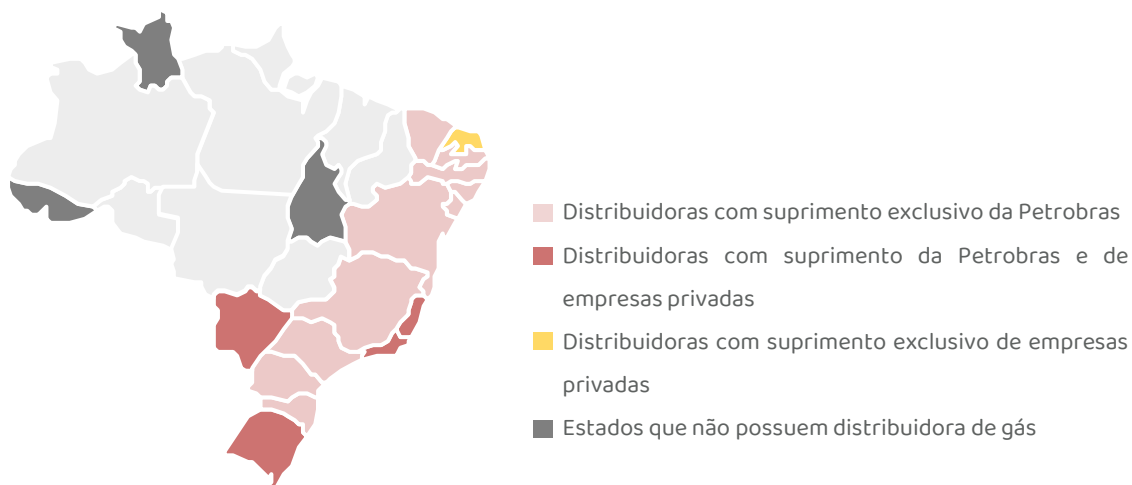 Distribuidoras com suprimento exclusivo da Petrobras
Distribuidoras com suprimento da Petrobras e de
empresas privadas
Distribuidoras com suprimento exclusivo de empresas
privadas
Estados que não possuem distribuidora de gás